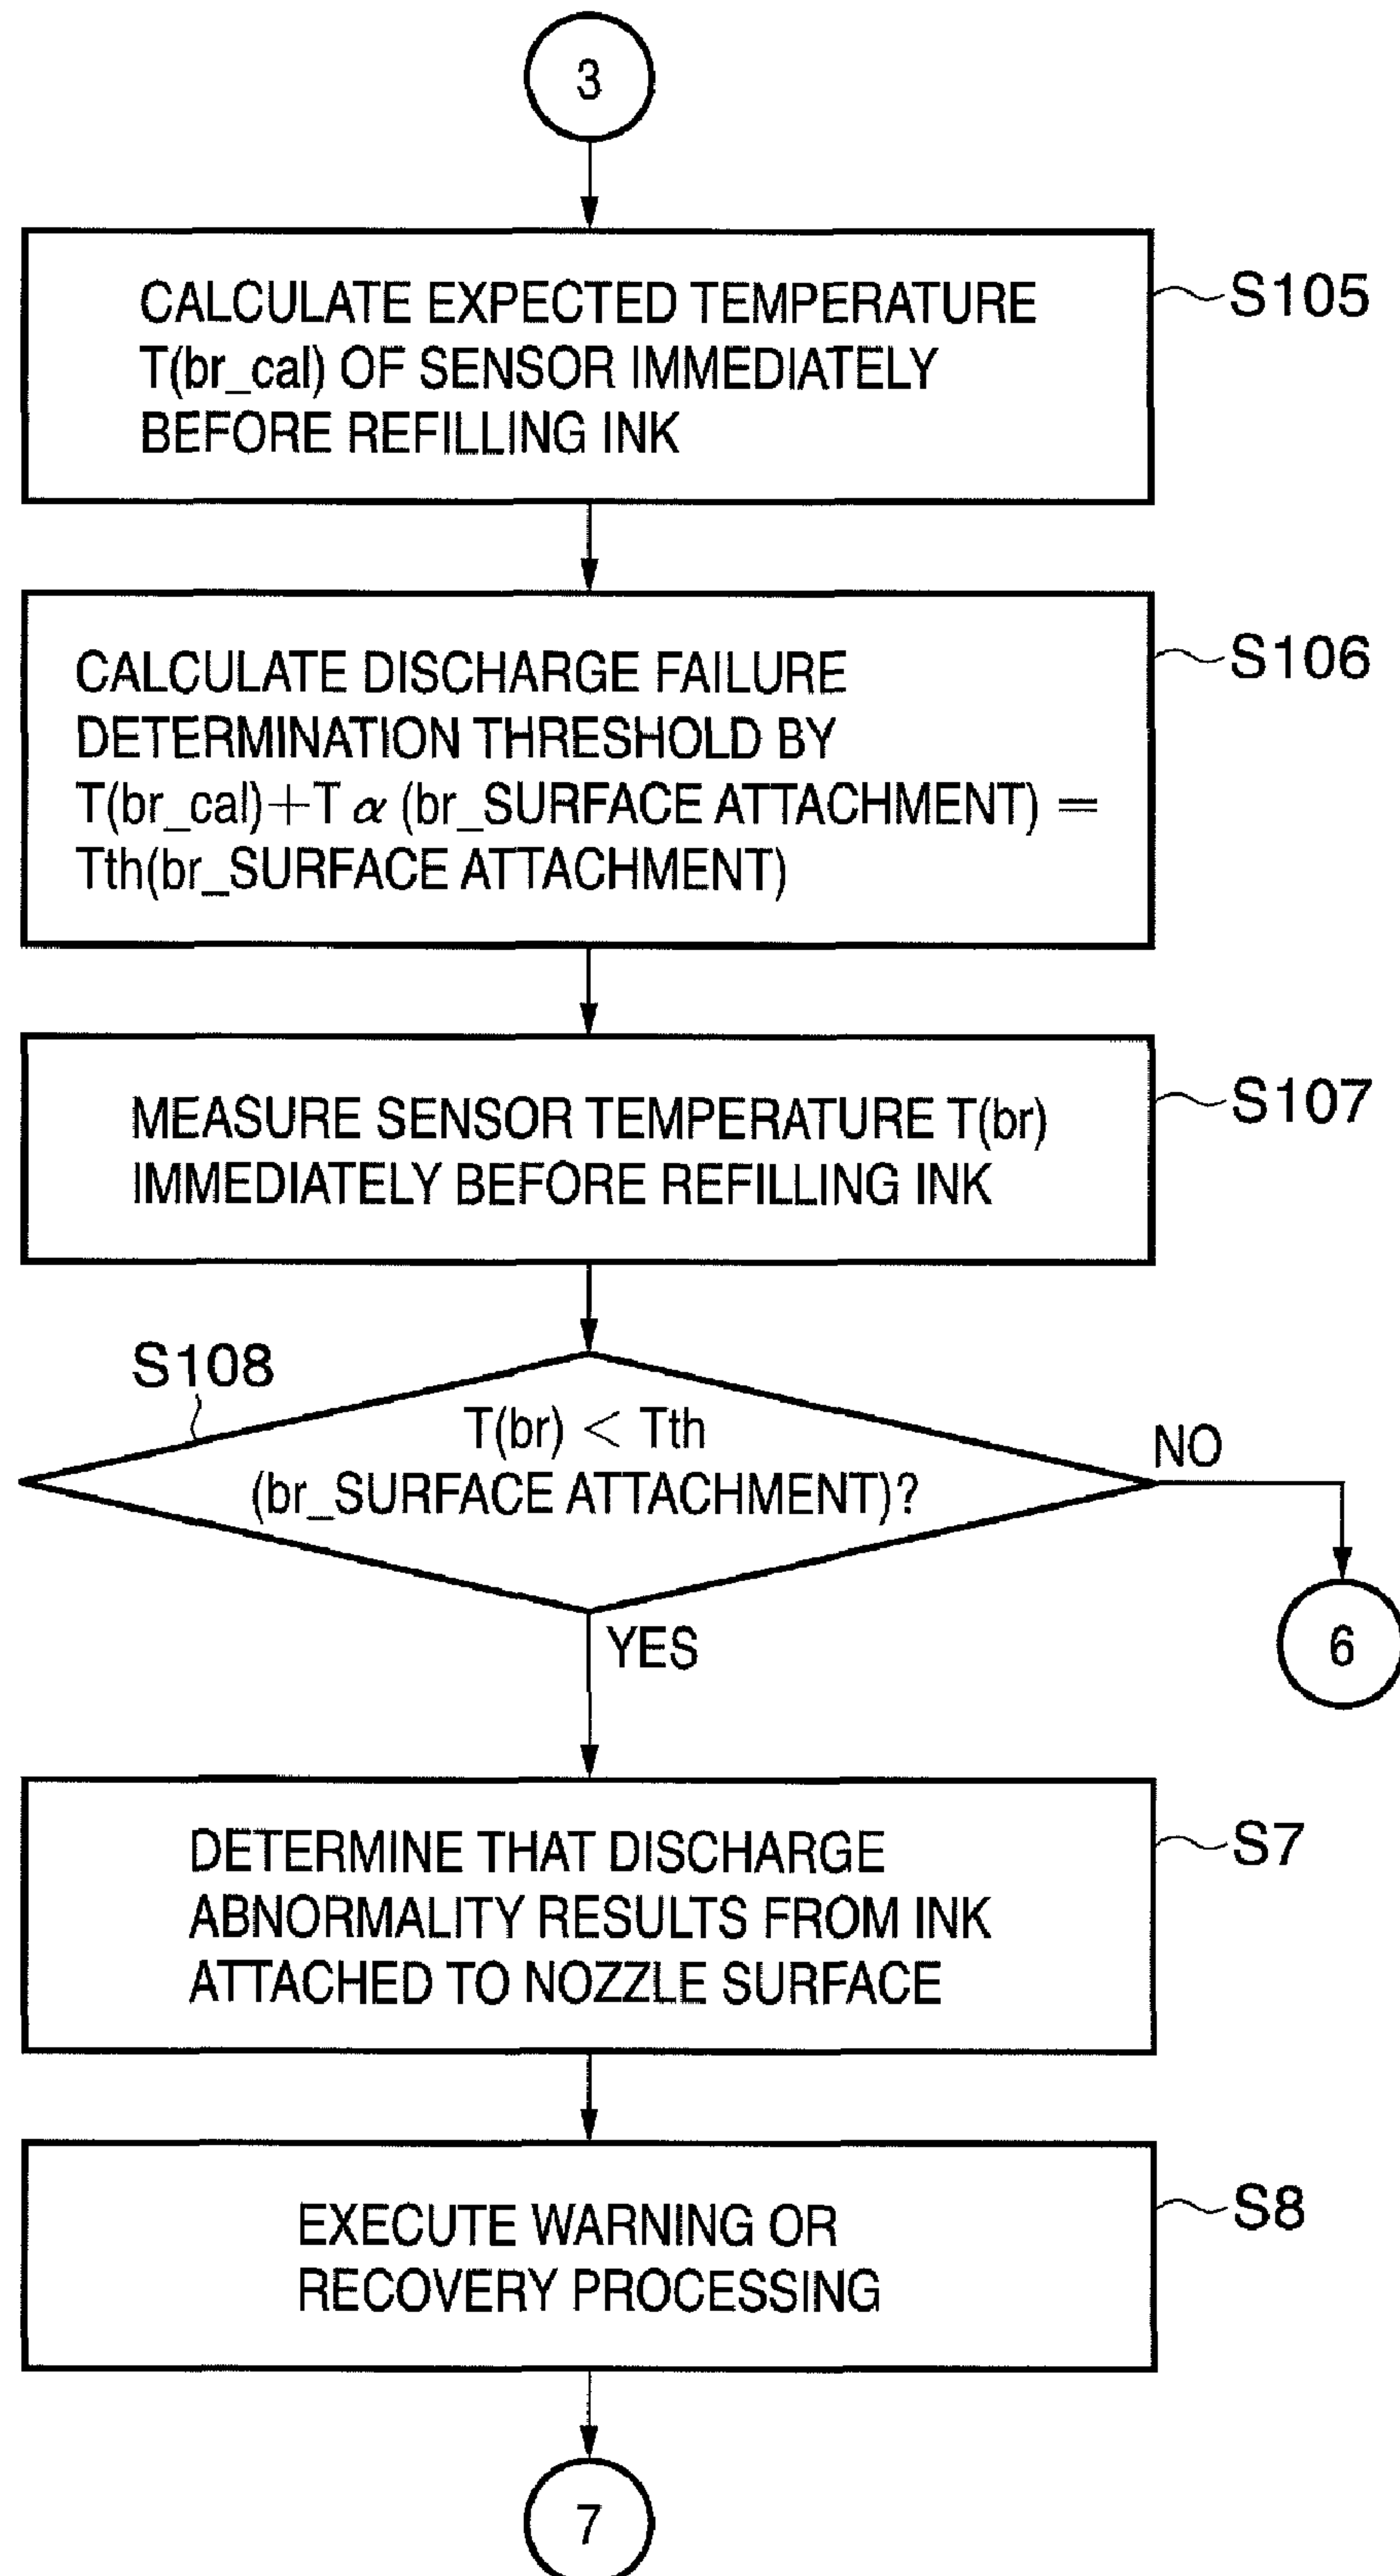 3
CALCULATE EXPECTED TEMPERATURE
T(br_cal) OF SENSOR IMMEDIATELY
BEFORE REFILLING INK
S105
CALCULATE DISCHARGE FAILURE
DETERMINATION THRESHOLD BY
T(br_cal)+T α (br_SURFACE ATTACHMENT) =
Tth(br_SURFACE ATTACHMENT)
S106
MEASURE SENSOR TEMPERATURE T(br)
IMMEDIATELY BEFORE REFILLING INK
S107
S108
T(br) < Tth
(br_SURFACE ATTACHMENT)?
NO
6
YES
DETERMINE THAT DISCHARGE
ABNORMALITY RESULTS FROM INK
ATTACHED TO NOZZLE SURFACE
S7
EXECUTE WARNING OR
RECOVERY PROCESSING
S8
7